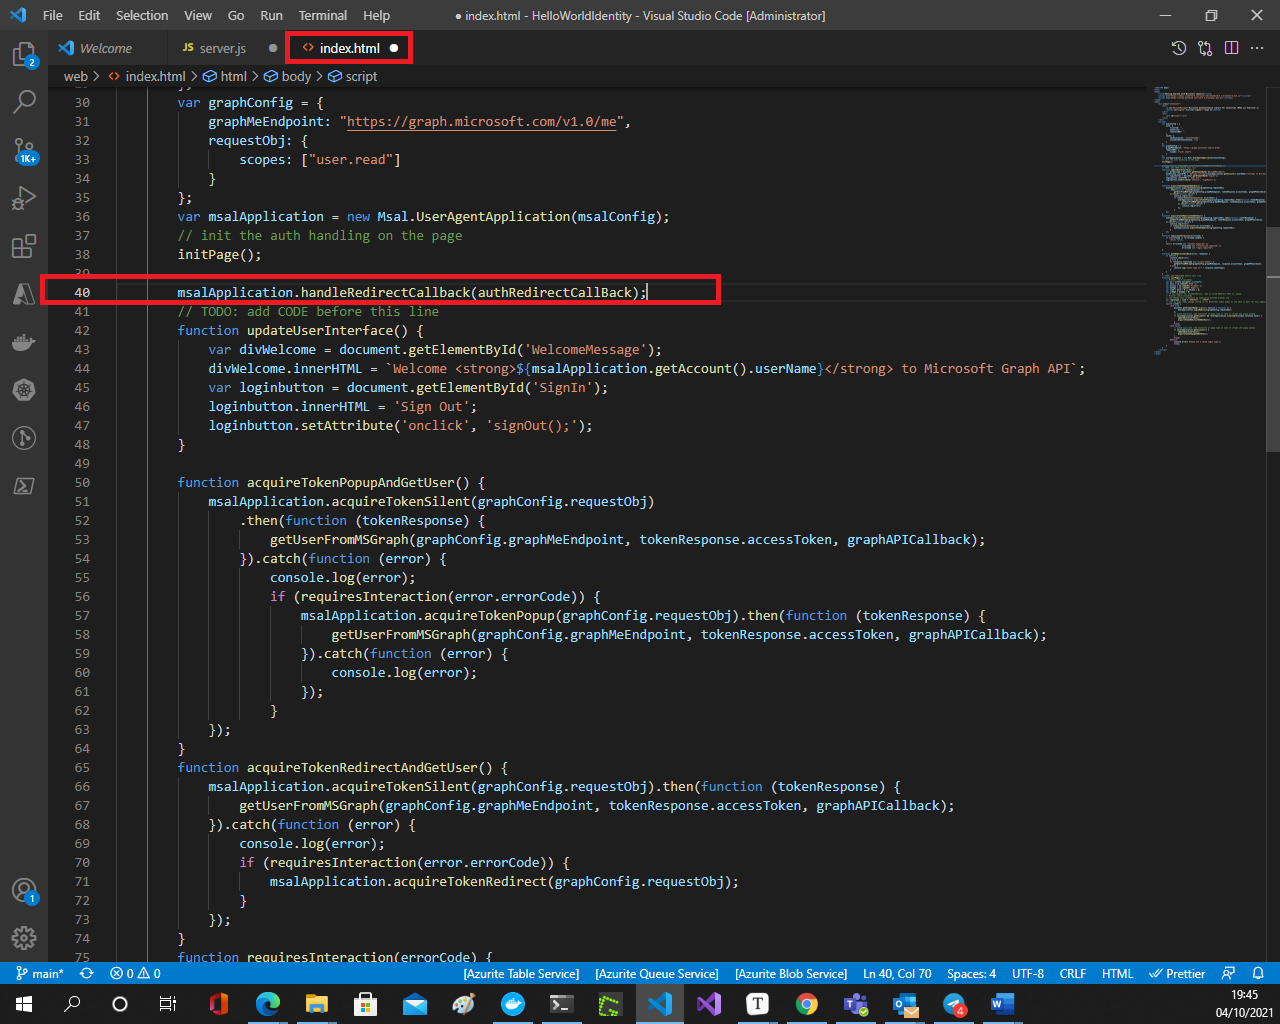 File Edit Selection View Go Run Terminal Help ● index.html - HelloWorldIdentity - Visual Studio Code [Administrator]
Welcome JS server.js index.html
web > index.html > html > body > script
30 var graphConfig = {
31 graphMeEndpoint: "https://graph.microsoft.com/v1.0/me",
32 requestObj: {
33 scopes: ["user.read"]
34 }
35 };
36 var msalApplication = new Msal.UserAgentApplication(msalConfig);
37 // init the auth handling on the page
38 initPage();
39
40 msalApplication.handleRedirectCallback(authRedirectCallBack);
41 // TODO: add CODE before this line
42 function updateUserInterface() {
43 var divWelcome = document.getElementById('WelcomeMessage');
44 divWelcome.innerHTML = `Welcome <strong>${msalApplication.getAccount().userName}</strong> to Microsoft Graph API`;
45 var loginbutton = document.getElementById('SignIn');
46 loginbutton.innerHTML = 'Sign Out';
47 loginbutton.setAttribute('onclick', 'signOut();');
48 }
49
50 function acquireTokenPopupAndGetUser() {
51 msalApplication.acquireTokenSilent(graphConfig.requestObj)
52 .then(function (tokenResponse) {
53 getUserFromMSGraph(graphConfig.graphMeEndpoint, tokenResponse.accessToken, graphAPICallback);
54 }).catch(function (error) {
55 console.log(error);
56 if (requiresInteraction(error.errorCode)) {
57 msalApplication.acquireTokenPopup(graphConfig.requestObj).then(function (tokenResponse) {
58 getUserFromMSGraph(graphConfig.graphMeEndpoint, tokenResponse.accessToken, graphAPICallback);
59 }).catch(function (error) {
60 console.log(error);
61 });
62 }
63 });
64 }
65 function acquireTokenRedirectAndGetUser() {
66 msalApplication.acquireTokenSilent(graphConfig.requestObj).then(function (tokenResponse) {
67 getUserFromMSGraph(graphConfig.graphMeEndpoint, tokenResponse.accessToken, graphAPICallback);
68 }).catch(function (error) {
69 console.log(error);
70 if (requiresInteraction(error.errorCode)) {
71 msalApplication.acquireTokenRedirect(graphConfig.requestObj);
72 }
73 });
74 }
75 function requiresInteraction(errorCode) {
2
1K+
1
main* 0 0 [Azurite Table Service] [Azurite Queue Service] [Azurite Blob Service] Ln 40, Col 70 Spaces: 4 UTF-8 CRLF HTML Prettier
T 4
19:45
04/10/2021